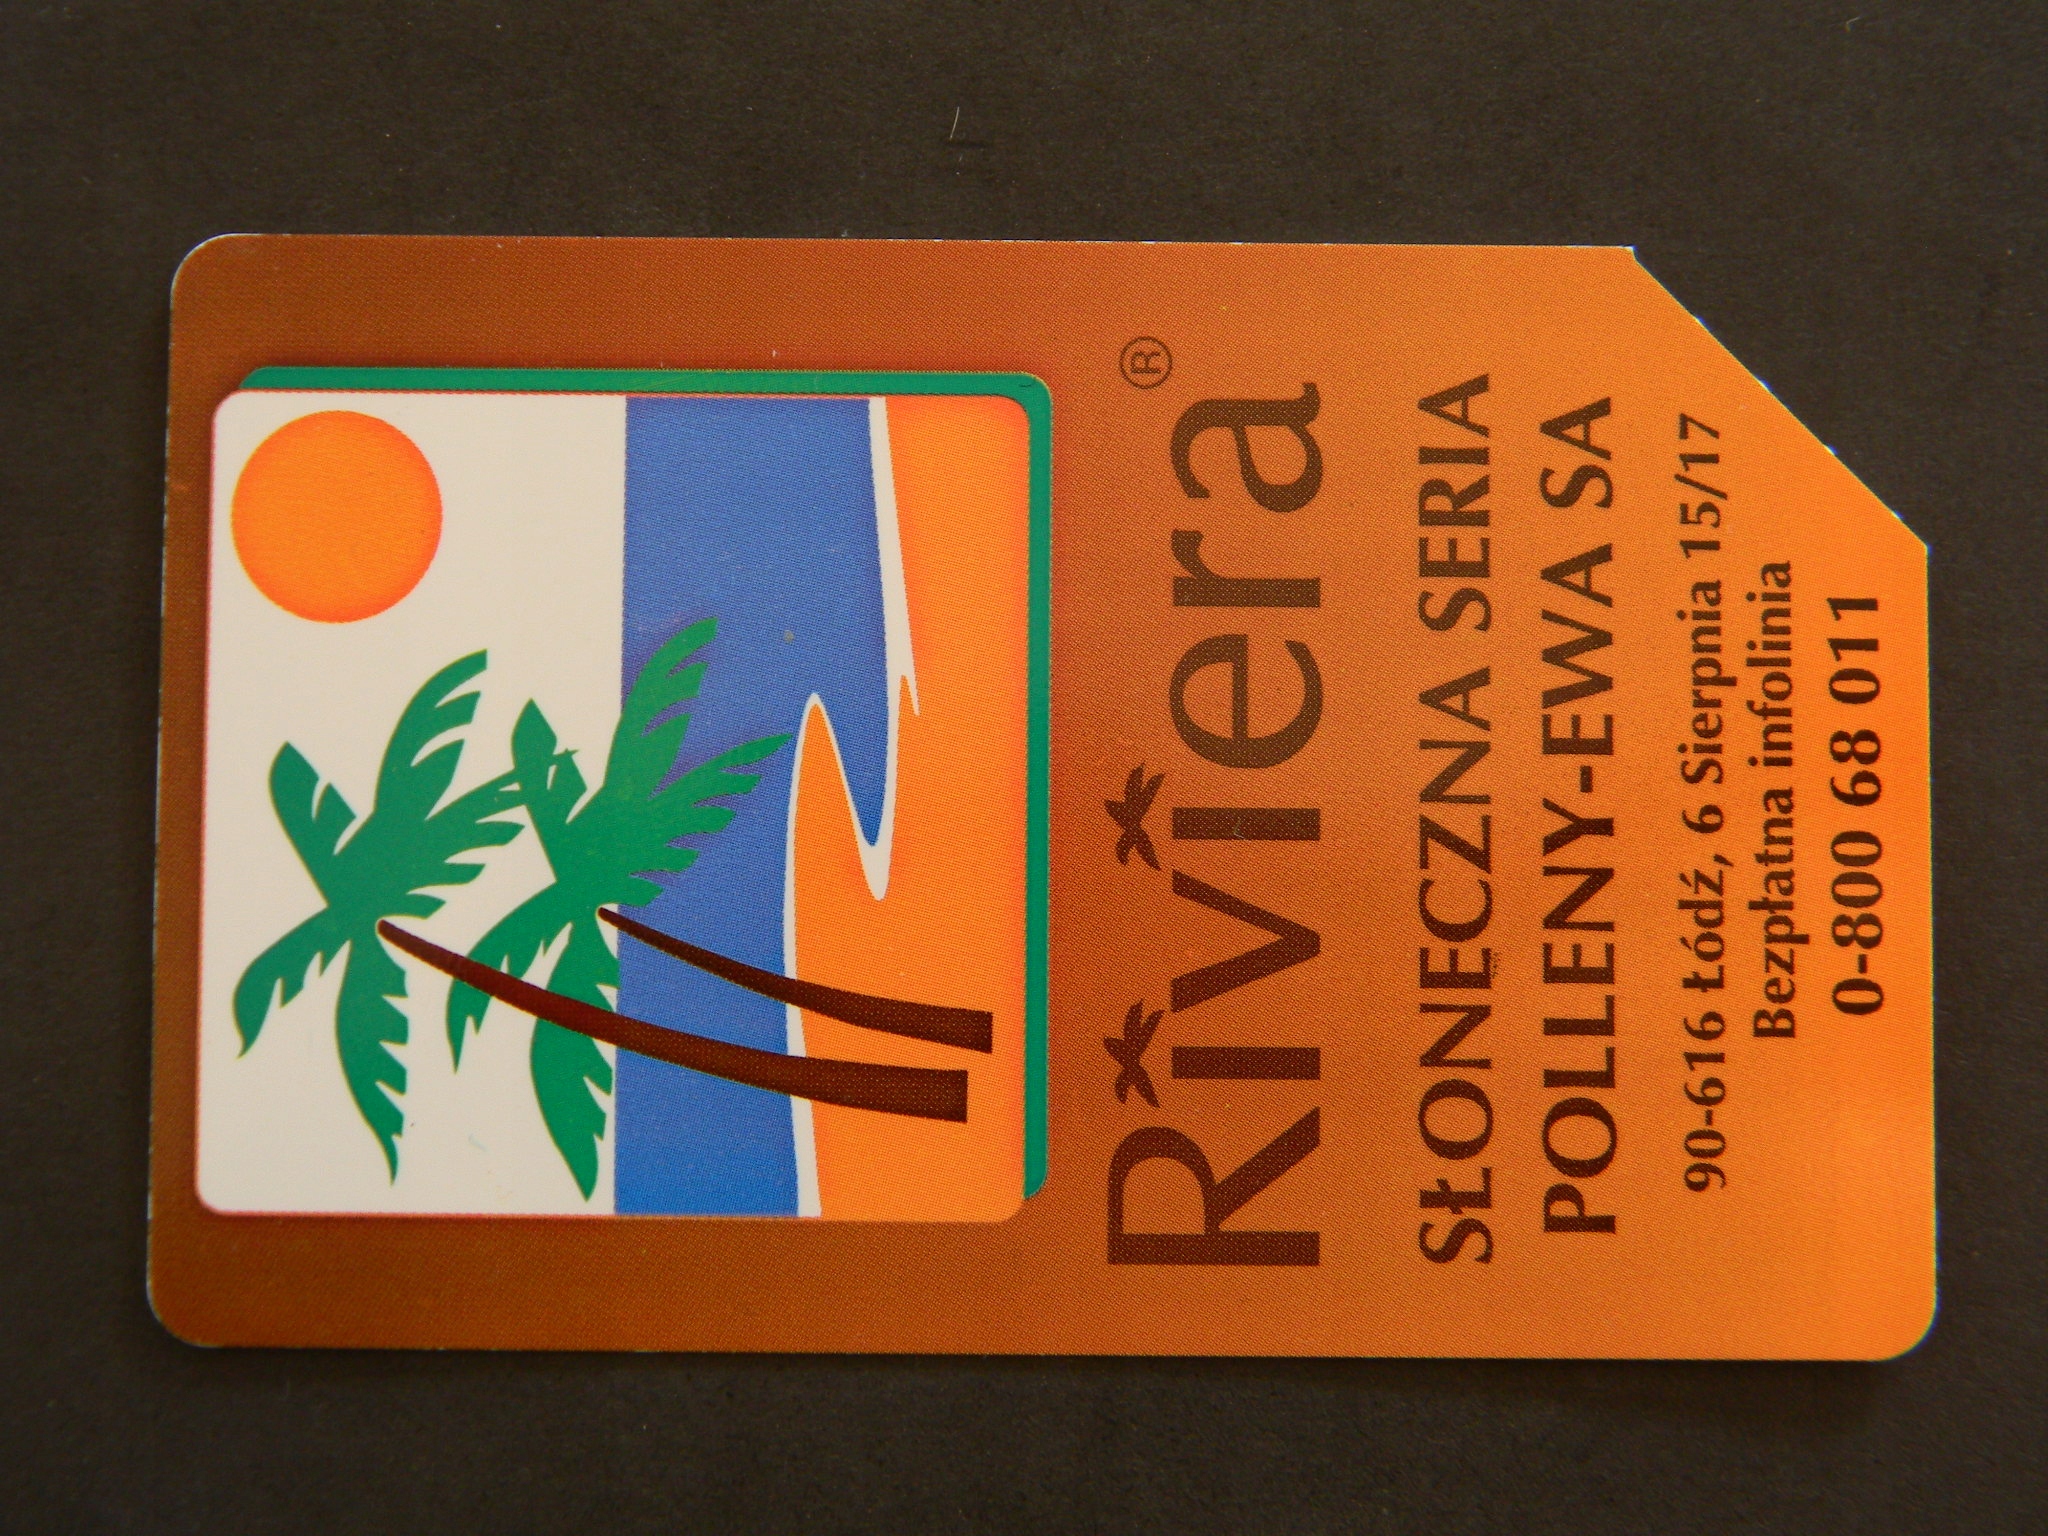 Riviera®
SŁONECZNA SERIA
POLLENY-EWA SA
90-616 Łódź, 6 Sierpnia 15/17
Bezpłatna infolinia
0-800 68 011